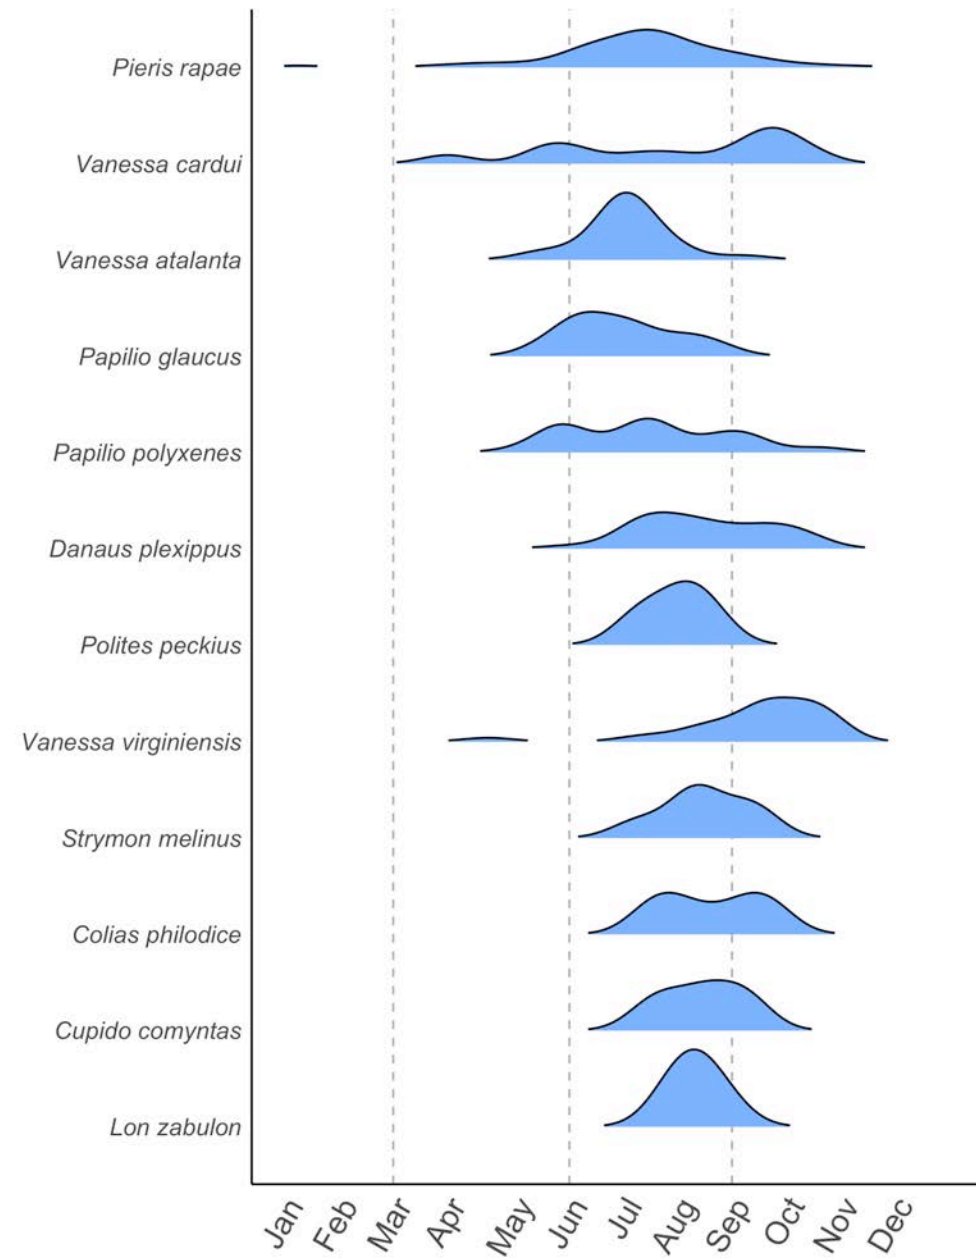 Pieris rapae
Vanessa cardui
Vanessa atalanta
Papilio glaucus
Papilio polyxenes
Danaus plexippus
Polites peckius
Vanessa virginiensis
Strymon melinus
Colias philodice
Cupido comyntas
Lon zabulon
Jan Feb Mar Apr May Jun Jul Aug Sep Oct Nov Dec